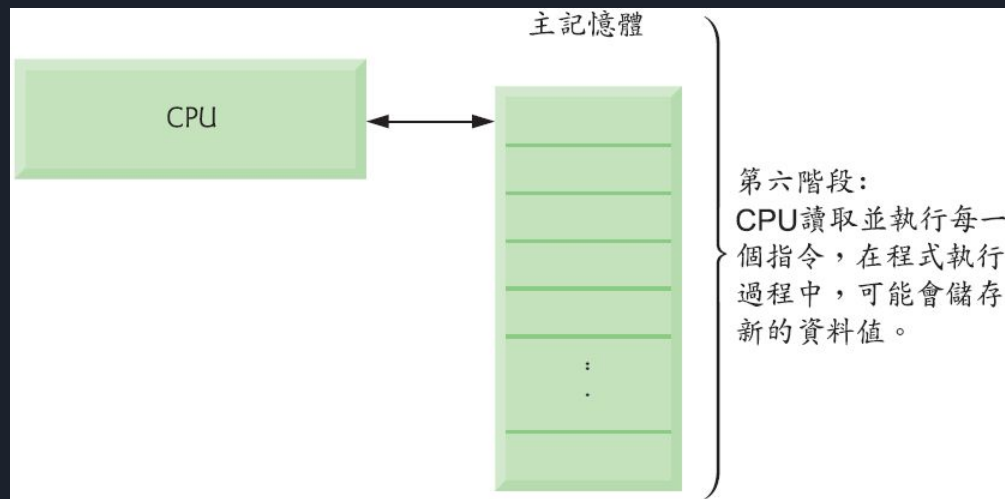 主記憶體
CPU
第六階段:
CPU讀取並執行每一
個指令，在程式執行
過程中，可能會儲存
新的資料值。